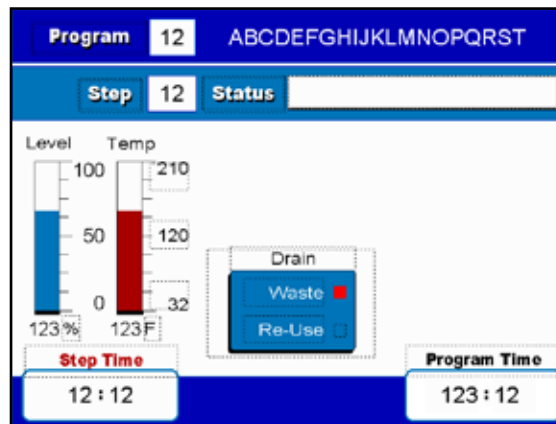 Program 12 ABCDEFGHIJKLMNOPQRST
Step 12 Status
Level Temp
100 210
50 120
0 32
123% 123F
Drain
Waste
Re-Use
Step Time
12:12
Program Time
123:12